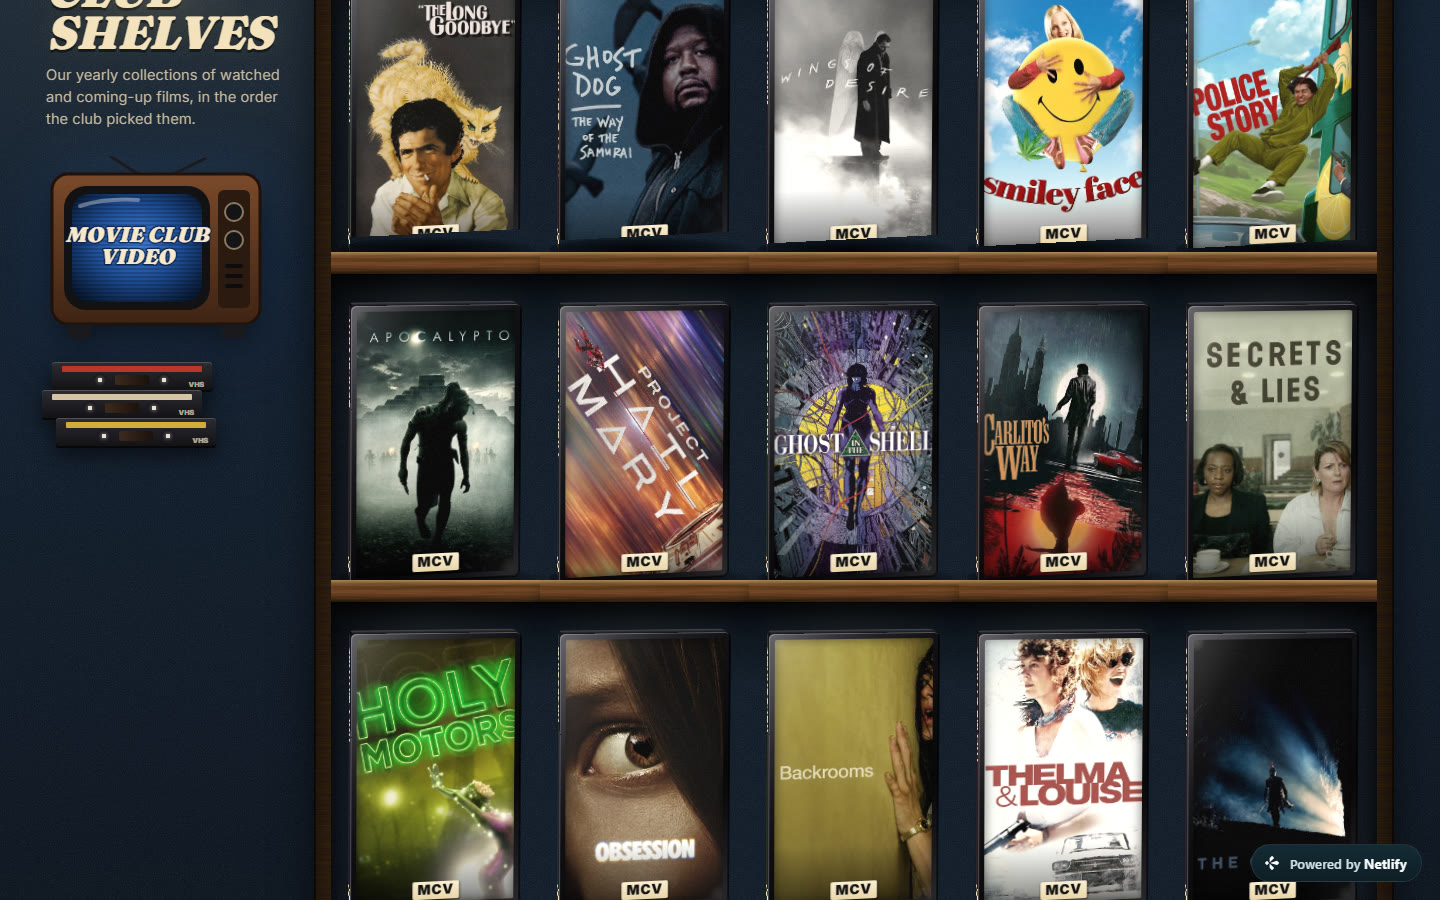 SHELVES
Our yearly collections of watched
and coming-up films, in the order
the club picked them.
MOVIE CLUB
VIDEO
VHS
VHS
VHS
"THE LONG
GOODBYE"
MCV
GHOST
DOG
THE WAY
OF THE
SAMURAI
MCV
WINGS OF
DESIRE
MCV
smiley face
MCV
POLICE
STORY
MCV
APOCALYPTO
MCV
PROJECT
HAIL
MARY
MCV
GHOST IN THE SHELL
MCV
CARLITO'S
WAY
MCV
SECRETS
& LIES
MCV
HOLY
MOTORS
MCV
OBSESSION
MCV
Backrooms
MCV
THELMA
& LOUISE
MCV
THE
MCV
Powered by Netlify